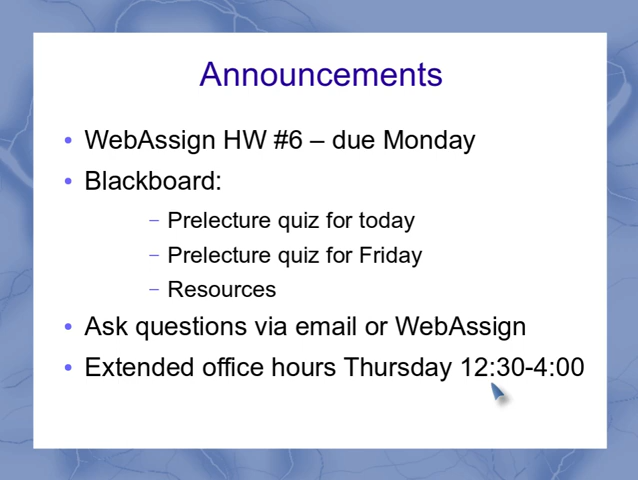 Announcements
• WebAssign HW #6 – due Monday
• Blackboard:
– Prelecture quiz for today
– Prelecture quiz for Friday
– Resources
• Ask questions via email or WebAssign
• Extended office hours Thursday 12:30-4:00